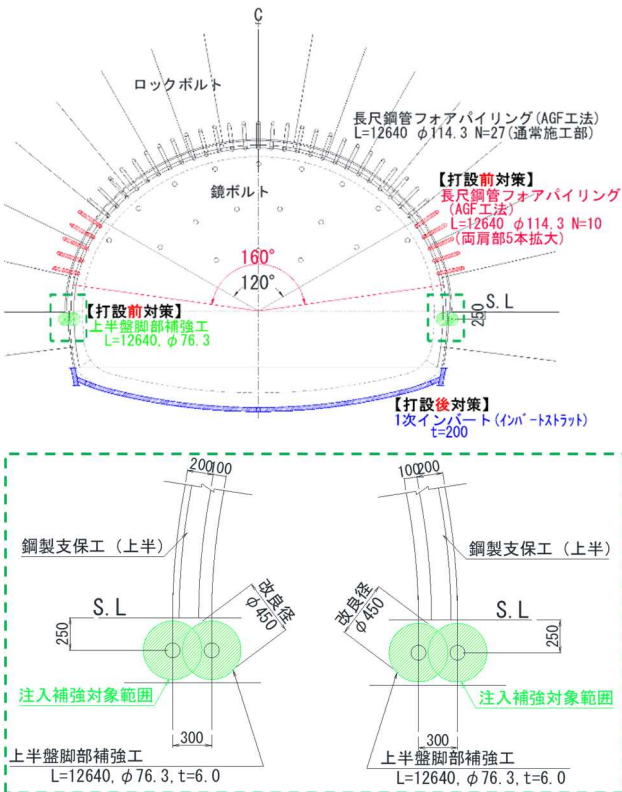 C
ロックボルト
長尺鋼管フォアパイリング(AGF工法)
L=12640 φ114.3 N=27(通常施工部)
鏡ボルト
【打設前対策】
長尺鋼管フォアパイリング
(AGF工法)
L=12640 φ114.3 N=10
(両肩部5本拡大)
160°
120°
S.L
250
【打設前対策】
上半盤脚部補強工
L=12640, φ76.3
【打設後対策】
1次インバート(インバートストラット)
t=200
200 100
100 200
鋼製支保工（上半）
鋼製支保工（上半）
改良径
φ450
改良径
φ450
S.L
S.L
250
250
注入補強対象範囲
注入補強対象範囲
300
300
上半盤脚部補強工
L=12640, φ76.3, t=6.0
上半盤脚部補強工
L=12640, φ76.3, t=6.0